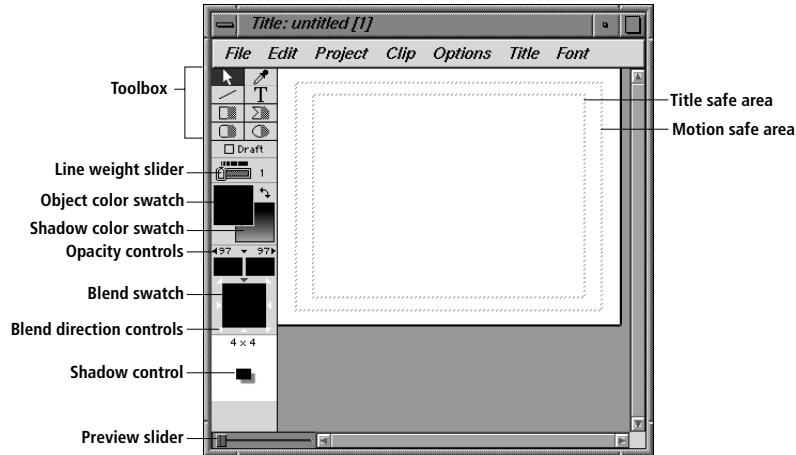 Title: untitled [1]
File Edit Project Clip Options Title Font
Toolbox
T
Draft
Title safe area
Motion safe area
Line weight slider
1
Object color swatch
Shadow color swatch
Opacity controls
97 97
Blend swatch
Blend direction controls
4 × 4
Shadow control
Preview slider